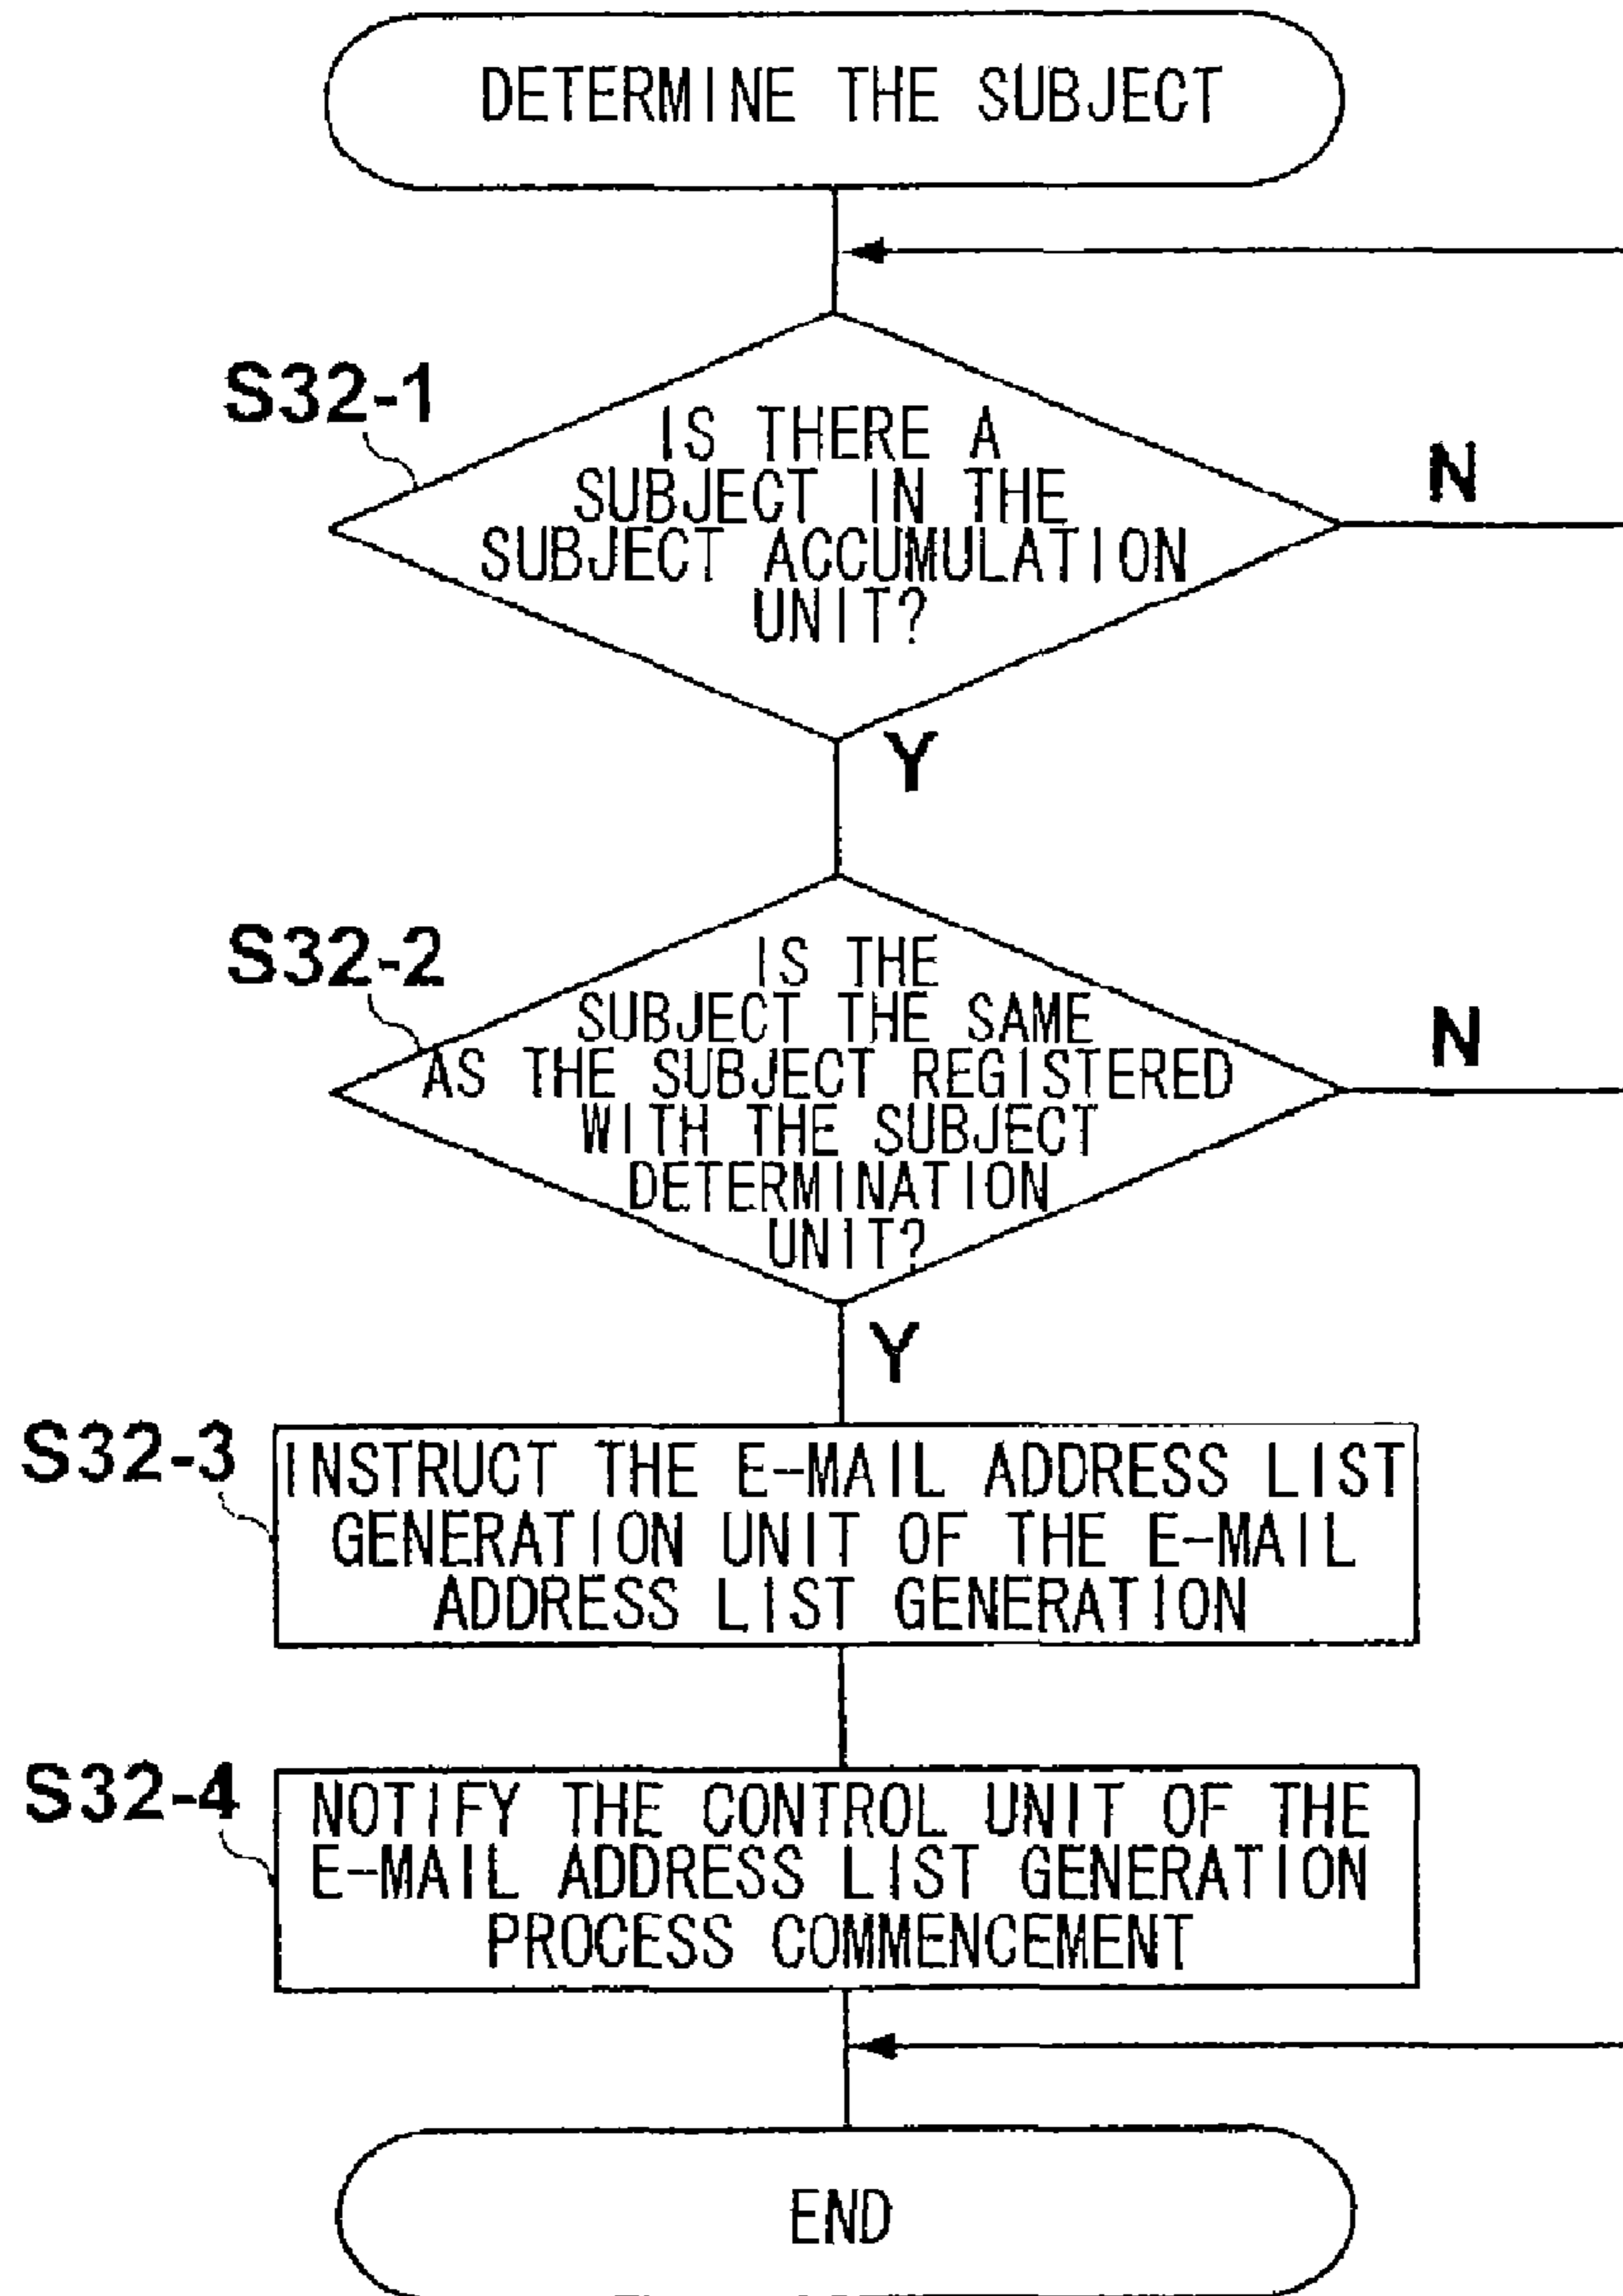 DETERMINE THE SUBJECT
S32-1
IS THERE A
SUBJECT IN THE
SUBJECT ACCUMULATION
UNIT?
N
Y
S32-2
IS THE
SUBJECT THE SAME
AS THE SUBJECT REGISTERED
WITH THE SUBJECT
DETERMINATION
UNIT?
N
Y
S32-3
INSTRUCT THE E-MAIL ADDRESS LIST
GENERATION UNIT OF THE E-MAIL
ADDRESS LIST GENERATION
S32-4
NOTIFY THE CONTROL UNIT OF THE
E-MAIL ADDRESS LIST GENERATION
PROCESS COMMENCEMENT
END